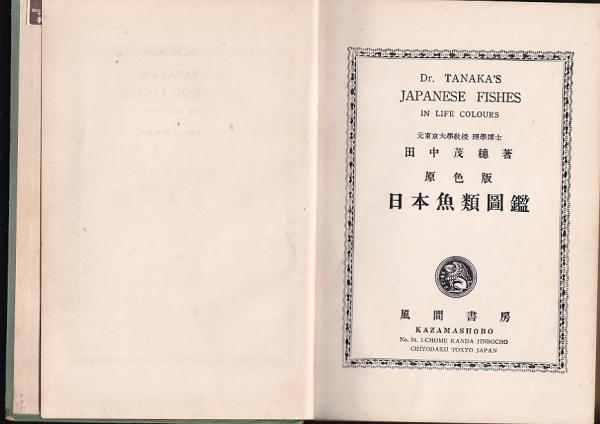 Dr. TANAKA'S
JAPANESE FISHES
IN LIFE COLOURS
元東京大學教授 理學博士
田中茂穗著
原色版
日本魚類圖鑑
風間書房
KAZAMASHOBO
No. 34. 1-CHOME KANDA JINBOCHO
CHIYODAKU TOKYO JAPAN